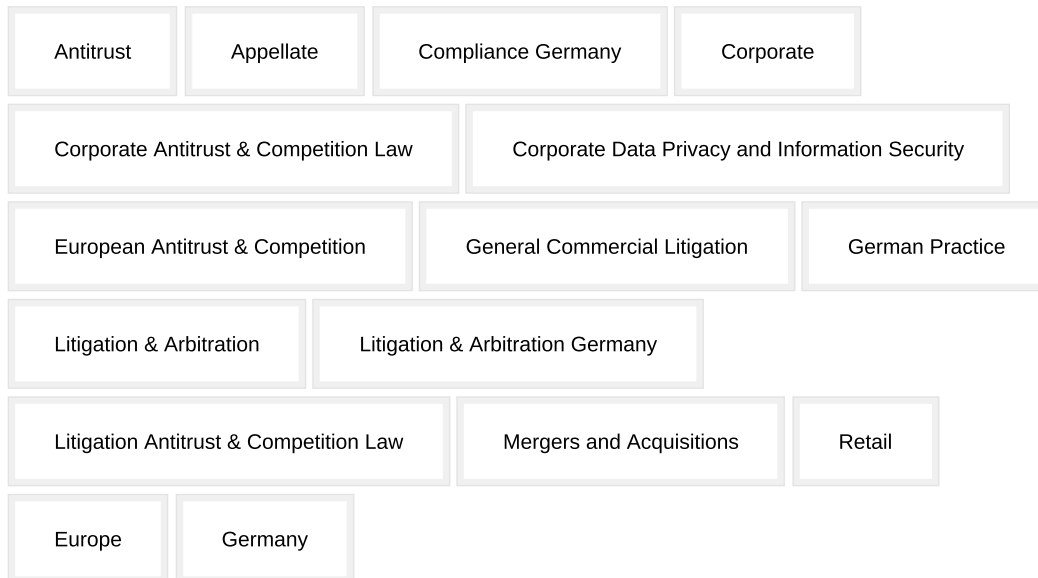 Antitrust Appellate Compliance Germany Corporate
Corporate Antitrust & Competition Law Corporate Data Privacy and Information Security
European Antitrust & Competition General Commercial Litigation German Practice
Litigation & Arbitration Litigation & Arbitration Germany
Litigation Antitrust & Competition Law Mergers and Acquisitions Retail
Europe Germany